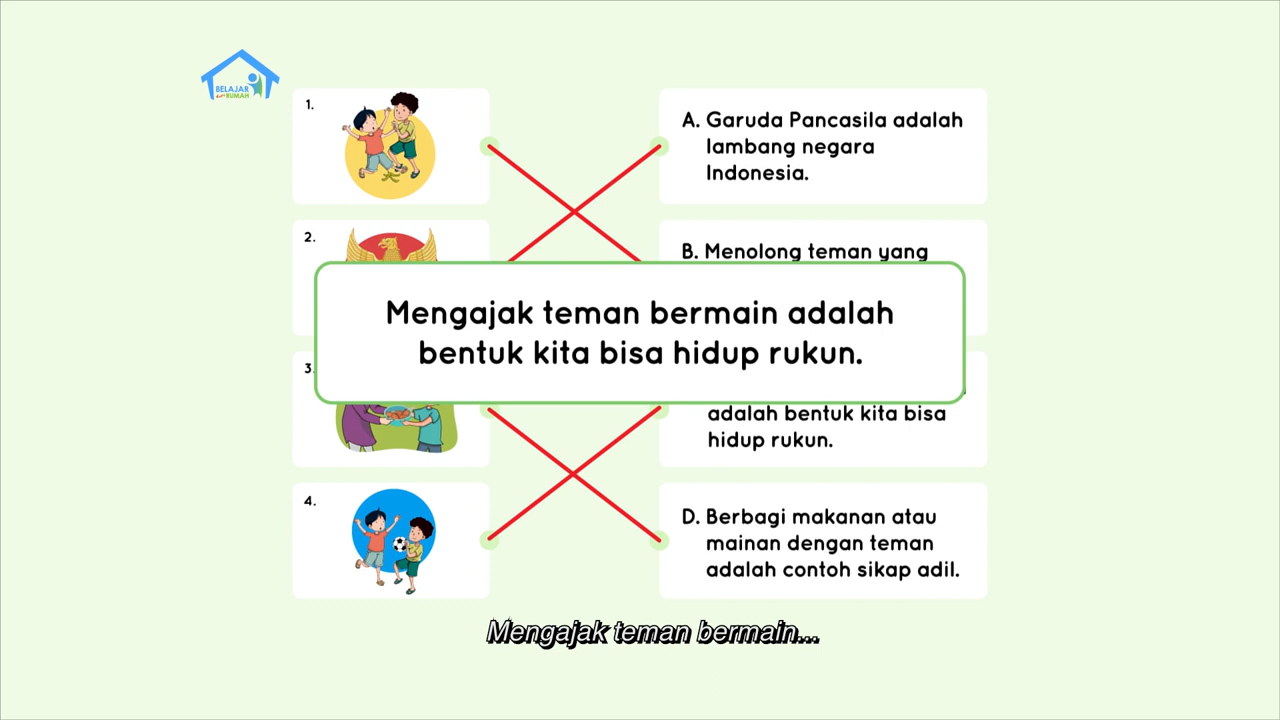 BELAJAR
dari RUMAH
1.
A. Garuda Pancasila adalah
lambang negara
Indonesia.
2.
B. Menolong teman yang
Mengajak teman bermain adalah
bentuk kita bisa hidup rukun.
3.
adalah bentuk kita bisa
hidup rukun.
4.
D. Berbagi makanan atau
mainan dengan teman
adalah contoh sikap adil.
Mengajak teman bermain...